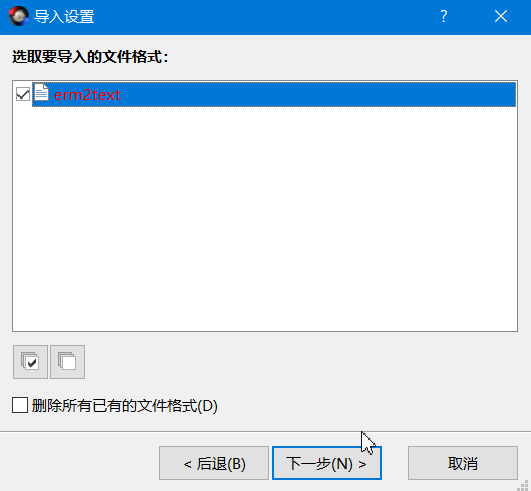 导入设置
?
选取要导入的文件格式：
erm2text
删除所有已有的文件格式(D)
< 后退(B)
下一步(N) >
取消